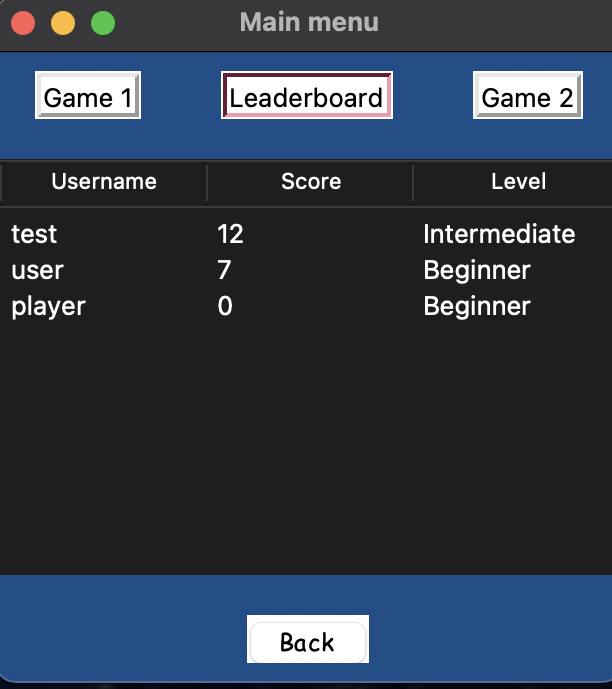 Main menu
Game 1 Leaderboard Game 2
Username Score Level
test 12 Intermediate
user 7 Beginner
player 0 Beginner
Back